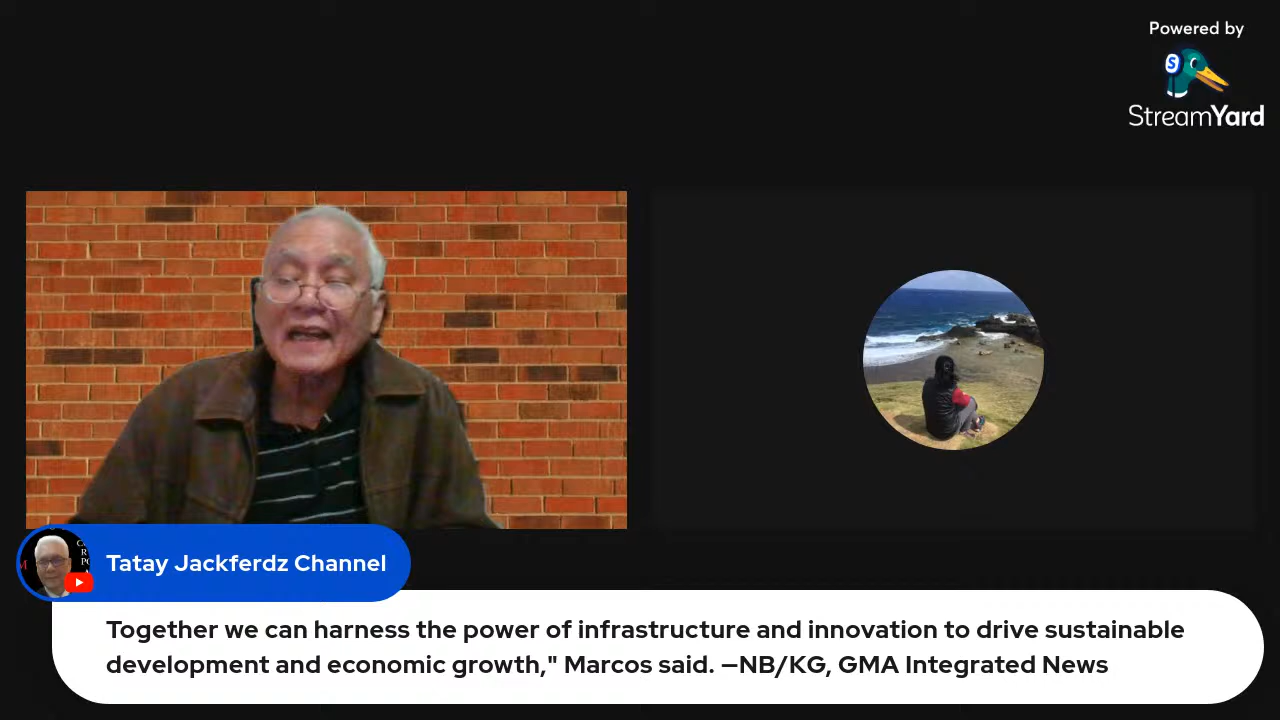 Powered by
S
StreamYard
Tatay Jackferdz Channel
Together we can harness the power of infrastructure and innovation to drive sustainable
development and economic growth," Marcos said. —NB/KG, GMA Integrated News